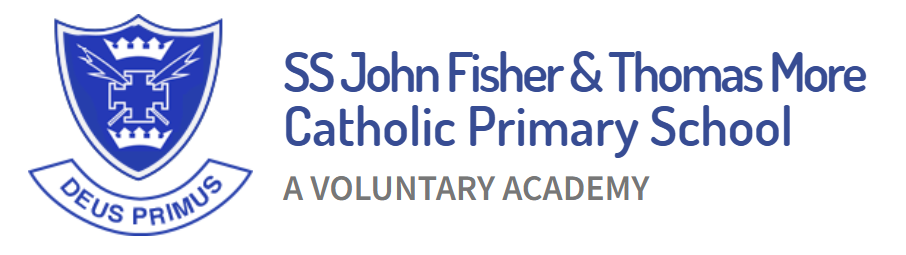 DEUS PRIMUS
SS John Fisher & Thomas More
Catholic Primary School
A VOLUNTARY ACADEMY